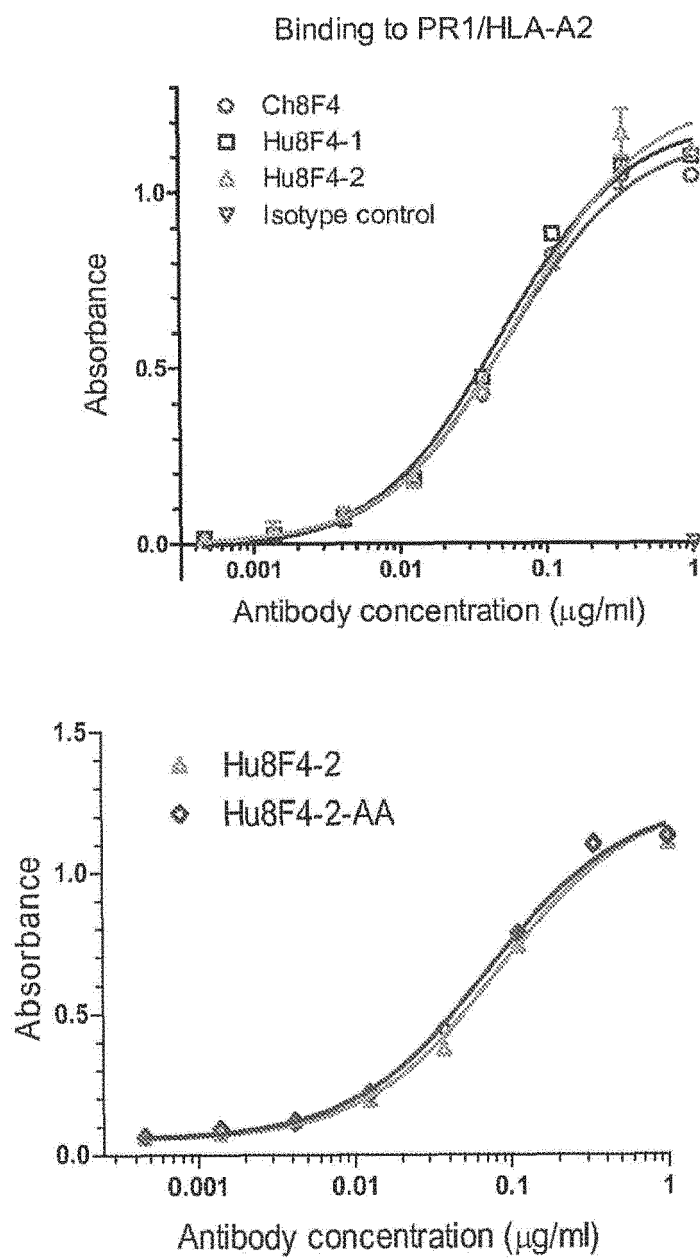 Binding to PR1/HLA-A2
Ch8F4
Hu8F4-1
Hu8F4-2
Isotype control
1.0
0.5
0.0
Absorbance
0.001
0.01
0.1
1
Antibody concentration (µg/ml)
1.5
Hu8F4-2
Hu8F4-2-AA
1.0
0.5
0.0
Absorbance
0.001
0.01
0.1
1
Antibody concentration (µg/ml)